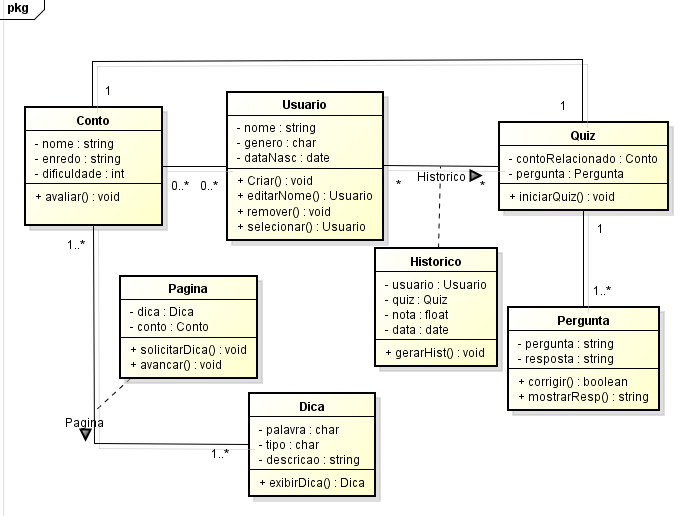 pkg
1
1
Conto
- nome : string
- enredo : string
- dificuldade : int
+ avaliar() : void
Usuario
- nome : string
- genero : char
- dataNasc : date
+ Criar() : void
+ editarNome() : Usuario
+ remover() : void
+ selecionar() : Usuario
Quiz
- contoRelacionado : Conto
- pergunta : Pergunta
+ iniciarQuiz() : void
0..*
0..*
*
Historico
*
1..*
1
Historico
- usuario : Usuario
- quiz : Quiz
- nota : float
- data : date
+ gerarHist() : void
Pagina
- dica : Dica
- conto : Conto
+ solicitarDica() : void
+ avancar() : void
1..*
Pergunta
- pergunta : string
- resposta : string
+ corrigir() : boolean
+ mostrarResp() : string
Pagina
1..*
Dica
- palavra : char
- tipo : char
- descricao : string
+ exibirDica() : Dica